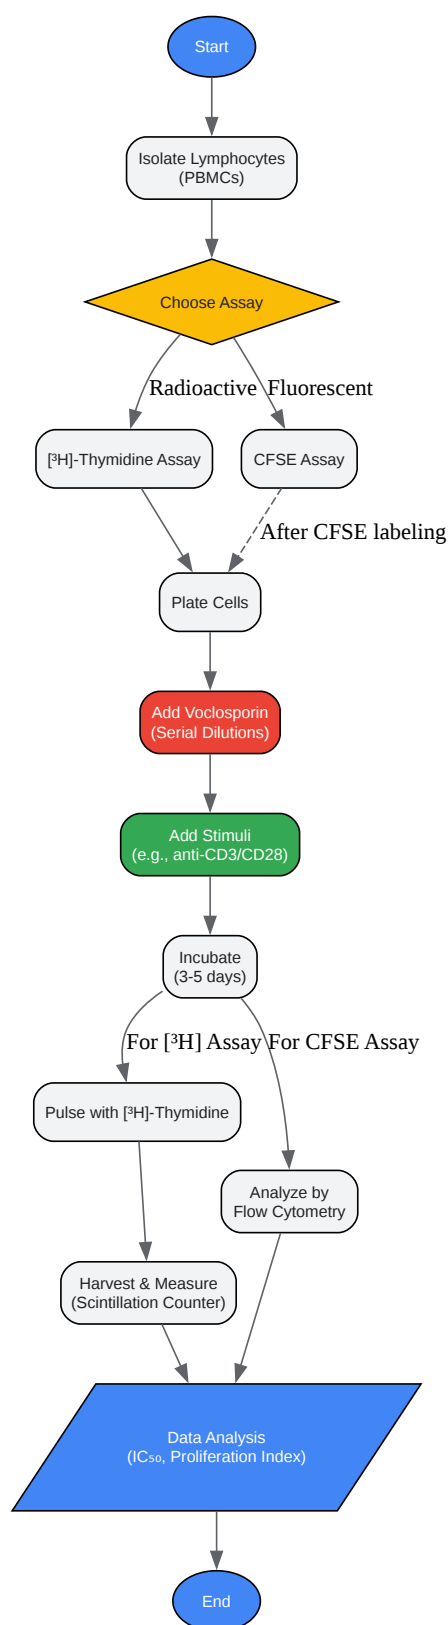 Start
Isolate Lymphocytes
(PBMCs)
Choose Assay
Radioactive
Fluorescent
[³H]-Thymidine Assay
CFSE Assay
After CFSE labeling
Plate Cells
Add Voclosporin
(Serial Dilutions)
Add Stimuli
(e.g., anti-CD3/CD28)
Incubate
(3-5 days)
For [³H] Assay
For CFSE Assay
Pulse with [³H]-Thymidine
Analyze by
Flow Cytometry
Harvest & Measure
(Scintillation Counter)
Data Analysis
(IC₅₀, Proliferation Index)
End